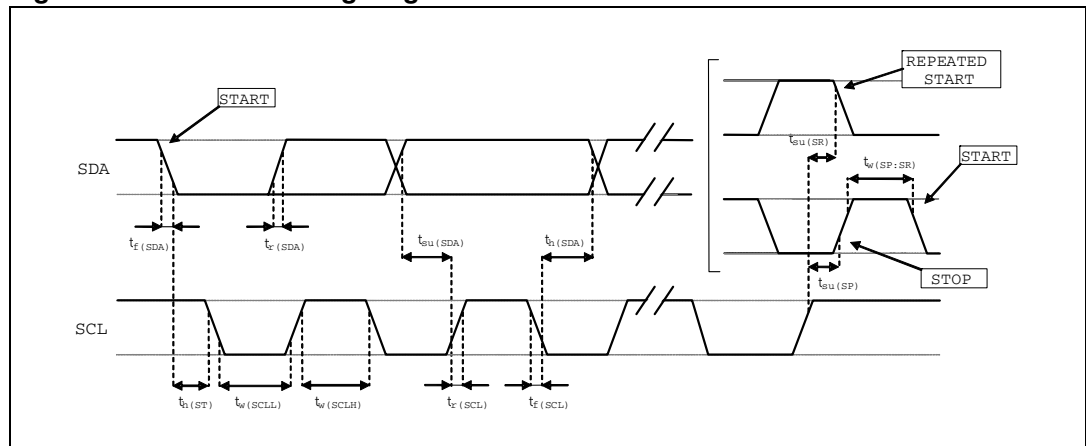 REPEATED
START
START
t_su(SR)
SDA
t_w(SP:SR)
START
t_f(SDA)
t_r(SDA)
t_su(SDA)
t_h(SDA)
t_su(SP)
STOP
SCL
t_h(ST)
t_w(SCLL)
t_w(SCLH)
t_r(SCL)
t_f(SCL)